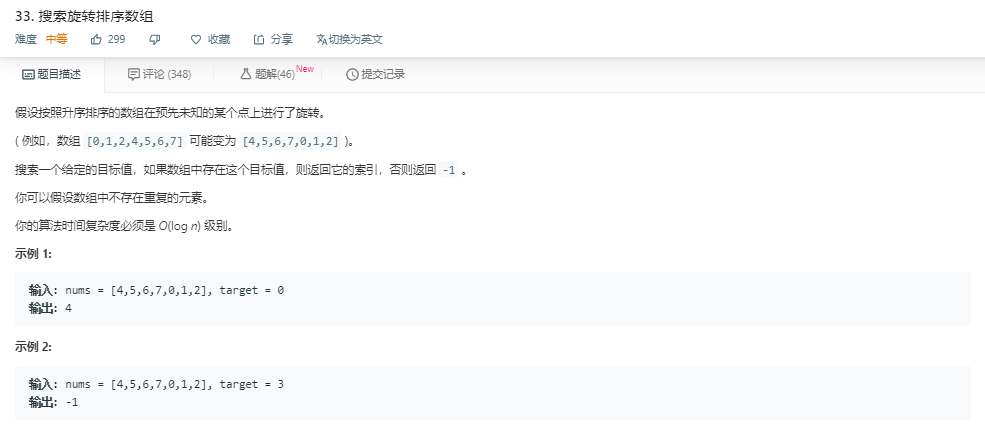 33. 搜索旋转排序数组
难度 中等 299 收藏 分享 切换为英文
题目描述 评论 (348) 题解(46) New 提交记录
假设按照升序排序的数组在预先未知的某个点上进行了旋转。
( 例如，数组 [0,1,2,4,5,6,7] 可能变为 [4,5,6,7,0,1,2] )。
搜索一个给定的目标值，如果数组中存在这个目标值，则返回它的索引，否则返回 -1 。
你可以假设数组中不存在重复的元素。
你的算法时间复杂度必须是 O(log n) 级别。
示例 1:
输入: nums = [4,5,6,7,0,1,2], target = 0
输出: 4
示例 2:
输入: nums = [4,5,6,7,0,1,2], target = 3
输出: -1